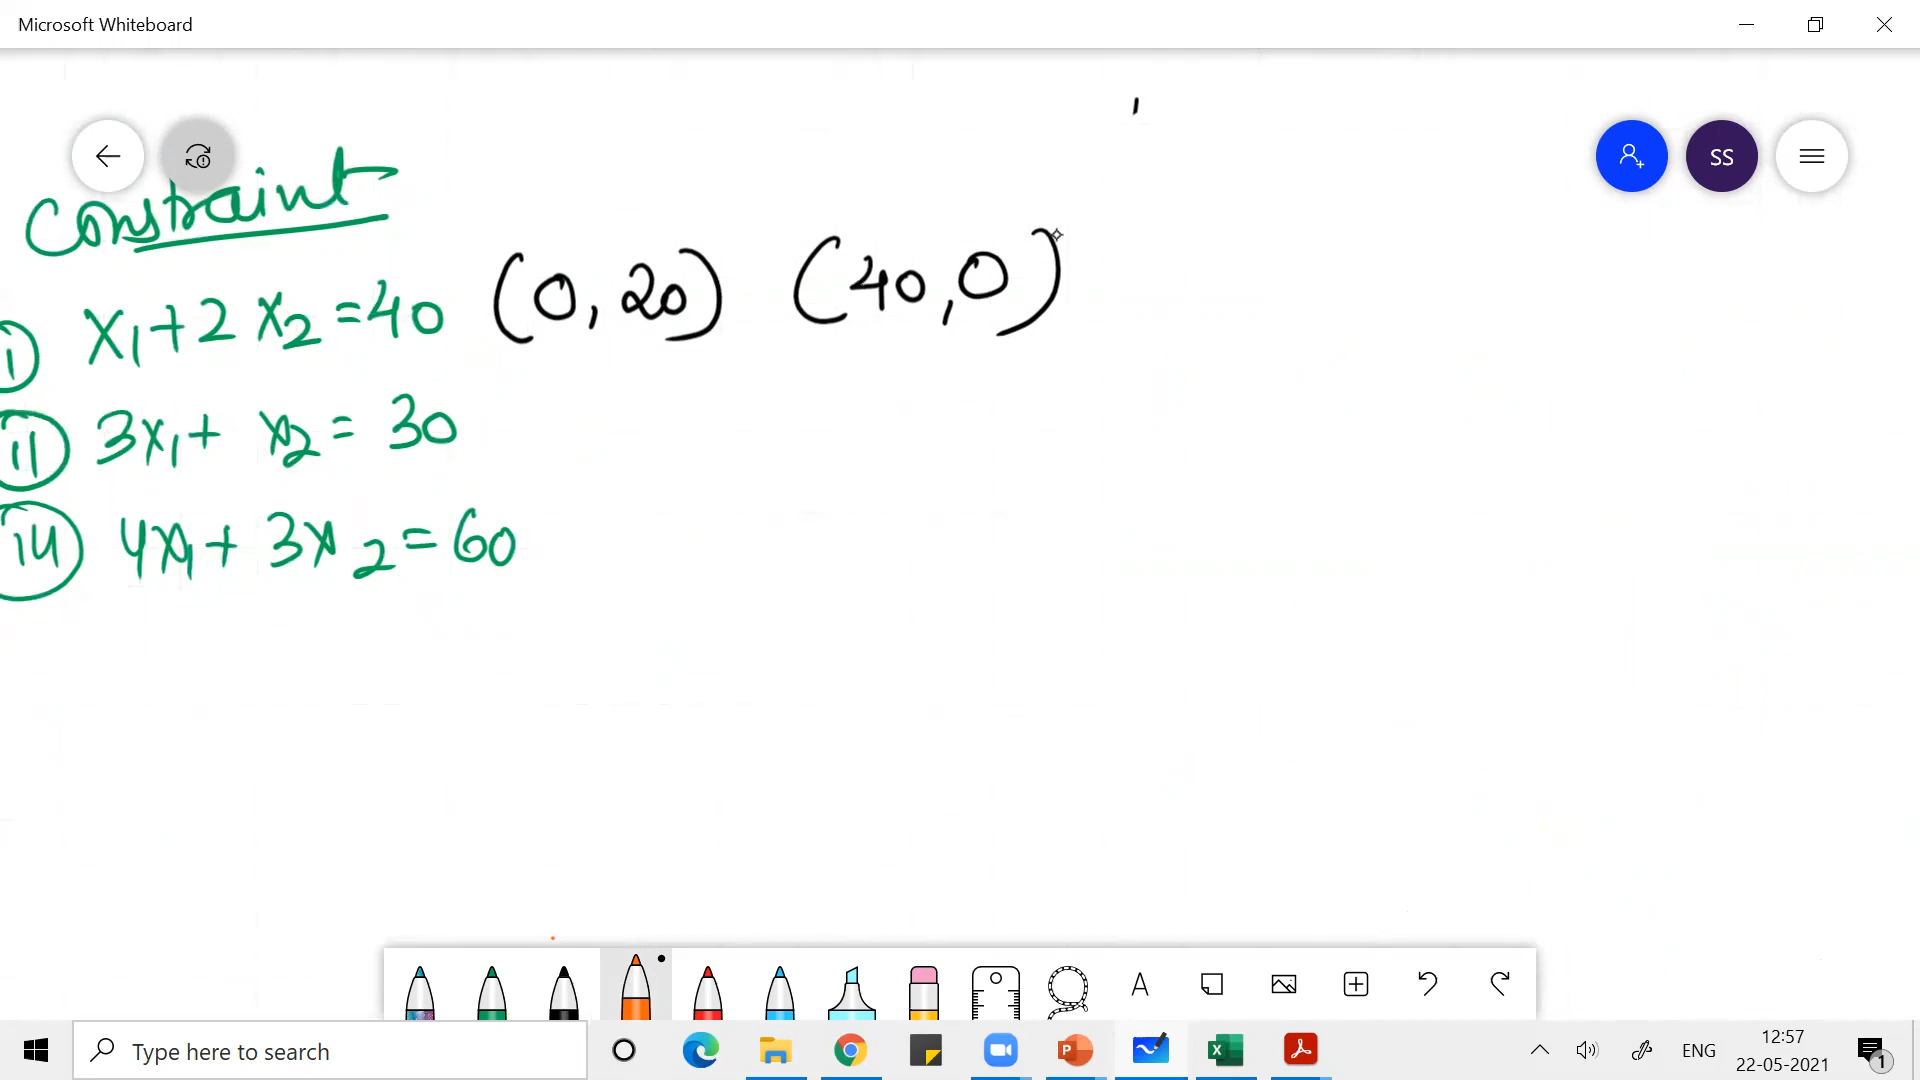 Microsoft Whiteboard
SS
Constraint
(i) x₁+2x₂=40 (0,20) (40,0)
(ii) 3x₁+ x₂= 30
(iii) 4x₁+ 3x₂=60
A
Type here to search
ENG
12:57
22-05-2021
1